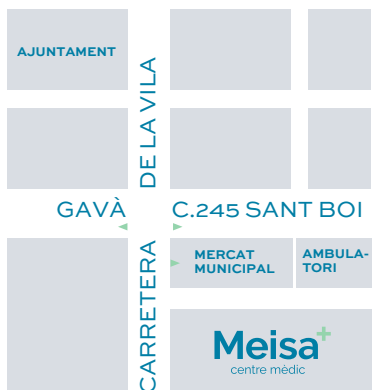 AJUNTAMENT
CARRETERA DE LA VILA
GAVÀ C.245 SANT BOI
MERCAT
MUNICIPAL
AMBULA-
TORI
Meisa+
centre mèdic